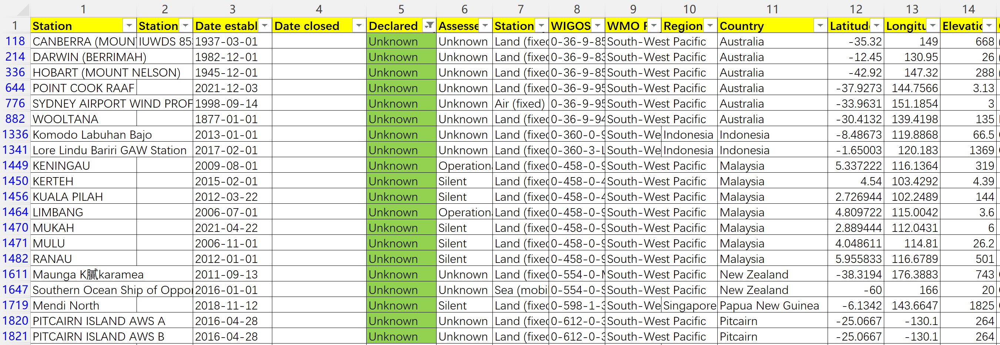 1 2 3 4 5 6 7 8 9 10 11 12 13 14
1 Station Station Date establ Date closed Declared Assesse Station WIGOS WMO Region Country Latitud Longitu Elevatio
118 CANBERRA (MOUNT IUWDS 85 1937-03-01 Unknown Unknown Land (fixed 0-36-9-85 South-West Pacific Australia -35.32 149 668
214 DARWIN (BERRIMAH) 1982-12-01 Unknown Unknown Land (fixed 0-36-9-83 South-West Pacific Australia -12.45 130.95 26
336 HOBART (MOUNT NELSON) 1945-12-01 Unknown Unknown Land (fixed 0-36-9-85 South-West Pacific Australia -42.92 147.32 288
644 POINT COOK RAAF 2021-12-03 Unknown Unknown Land (fixed 0-36-9-95 South-West Pacific Australia -37.9273 144.7566 3.13
776 SYDNEY AIRPORT WIND PROF 1998-09-14 Unknown Unknown Air (fixed) 0-36-9-95 South-West Pacific Australia -33.9631 151.1854 3
882 WOOLTANA 1877-01-01 Unknown Unknown Land (fixed 0-36-9-94 South-West Pacific Australia -30.4132 139.4198 135
1336 Komodo Labuhan Bajo 2013-01-01 Unknown Unknown Land (fixed 0-360-0-9 South-We Indonesia Indonesia -8.48673 119.8868 66.5
1341 Lore Lindu Bariri GAW Station 2017-02-01 Unknown Unknown Land (fixed 0-360-3-L South-We Indonesia Indonesia -1.65003 120.183 1369
1449 KENINGAU 2009-08-01 Unknown Operationa Land (fixed 0-458-0-9 South-West Pacific Malaysia 5.337222 116.1364 319
1450 KERTEH 2015-02-01 Unknown Silent Land (fixed 0-458-0-4 South-West Pacific Malaysia 4.54 103.4292 4.39
1456 KUALA PILAH 2012-03-22 Unknown Silent Land (fixed 0-458-0-4 South-West Pacific Malaysia 2.726944 102.2489 144
1464 LIMBANG 2006-07-01 Unknown Operationa Land (fixed 0-458-0-9 South-West Pacific Malaysia 4.809722 115.0042 3.6
1470 MUKAH 2021-04-22 Unknown Silent Land (fixed 0-458-0-9 South-West Pacific Malaysia 2.889444 112.0431 6
1471 MULU 2006-11-01 Unknown Silent Land (fixed 0-458-0-9 South-West Pacific Malaysia 4.048611 114.81 26.2
1482 RANAU 2012-01-01 Unknown Silent Land (fixed 0-458-0-9 South-West Pacific Malaysia 5.955833 116.6789 501
1611 Maunga K膩karamea 2011-09-13 Unknown Unknown Land (fixed 0-554-0-M South-West Pacific New Zealand -38.3194 176.3883 743
1647 Southern Ocean Ship of Oppor 2016-01-01 Unknown Unknown Sea (mobil 0-554-0-S South-West Pacific New Zealand -60 166 20
1719 Mendi North 2018-11-12 Unknown Silent Land (fixed 0-598-1-3 South-We Singapore Papua New Guinea -6.1342 143.6647 1825
1820 PITCAIRN ISLAND AWS A 2016-04-28 Unknown Unknown Land (fixed 0-612-0-3 South-West Pacific Pitcairn -25.0667 -130.1 264
1821 PITCAIRN ISLAND AWS B 2016-04-28 Unknown Unknown Land (fixed 0-612-0-3 South-West Pacific Pitcairn -25.0667 -130.1 264